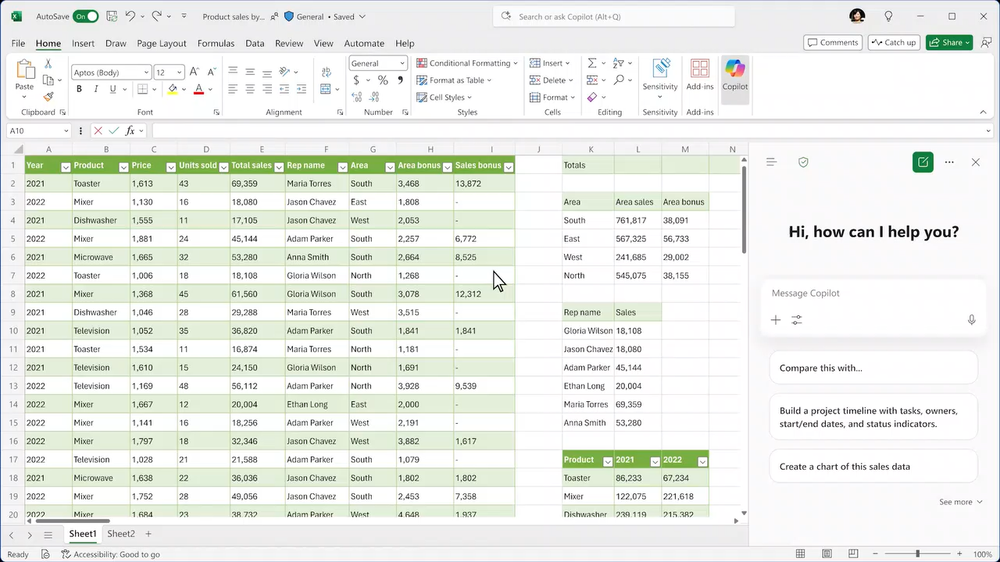 AutoSave On Product sales by... General • Saved Search or ask Copilot (Alt+Q)
File Home Insert Draw Page Layout Formulas Data Review View Automate Help Comments Catch up Share
Paste Aptos (Body) 12 A A General Conditional Formatting Insert Sensitivity Add-ins Copilot
B I U A $ % Format as Table Delete
Cell Styles Format
Clipboard Font Alignment Number Styles Cells Editing Sensitivity Add-ins
A10 fx
A B C D E F G H I J K L M N
1 Year Product Price Units sold Total sales Rep name Area Area bonus Sales bonus Totals
2 2021 Toaster 1,613 43 69,359 Maria Torres South 3,468 13,872
3 2022 Mixer 1,130 16 18,080 Jason Chavez East 1,808 - Area Area sales Area bonus
4 2021 Dishwasher 1,555 11 17,105 Jason Chavez West 2,053 - South 761,817 38,091
5 2022 Mixer 1,881 24 45,144 Adam Parker South 2,257 6,772 East 567,325 56,733
6 2021 Microwave 1,665 32 53,280 Anna Smith South 2,664 8,525 West 241,685 29,002
7 2022 Toaster 1,006 18 18,108 Gloria Wilson North 1,268 - North 545,075 38,155
8 2021 Mixer 1,368 45 61,560 Gloria Wilson South 3,078 12,312
9 2021 Dishwasher 1,046 28 29,288 Maria Torres West 3,515 - Rep name Sales
10 2021 Television 1,052 35 36,820 Adam Parker South 1,841 1,841 Gloria Wilson 18,108
11 2021 Toaster 1,534 11 16,874 Maria Torres North 1,181 - Jason Chavez 18,080
12 2021 Television 1,610 15 24,150 Gloria Wilson North 1,691 - Adam Parker 45,144
13 2022 Television 1,169 48 56,112 Adam Parker North 3,928 9,539 Ethan Long 20,004
14 2022 Mixer 1,667 12 20,004 Ethan Long East 2,000 - Maria Torres 69,359
15 2022 Mixer 1,141 16 18,256 Adam Parker West 2,191 - Anna Smith 53,280
16 2022 Mixer 1,797 18 32,346 Jason Chavez West 3,882 1,617
17 2022 Television 1,028 21 21,588 Adam Parker South 1,079 - Product 2021 2022
18 2021 Microwave 1,638 22 36,036 Jason Chavez South 1,802 1,802 Toaster 86,233 67,234
19 2022 Mixer 1,752 28 49,056 Jason Chavez South 2,453 7,358 Mixer 122,075 221,618
20 2022 Mixer 1,684 23 38,732 Adam Parker West 4,648 1,937 Dishwasher 239,119 215,382
Hi, how can I help you?
Message Copilot
Compare this with...
Build a project timeline with tasks, owners,
start/end dates, and status indicators.
Create a chart of this sales data
See more
Sheet1 Sheet2
Ready Accessibility: Good to go 100%